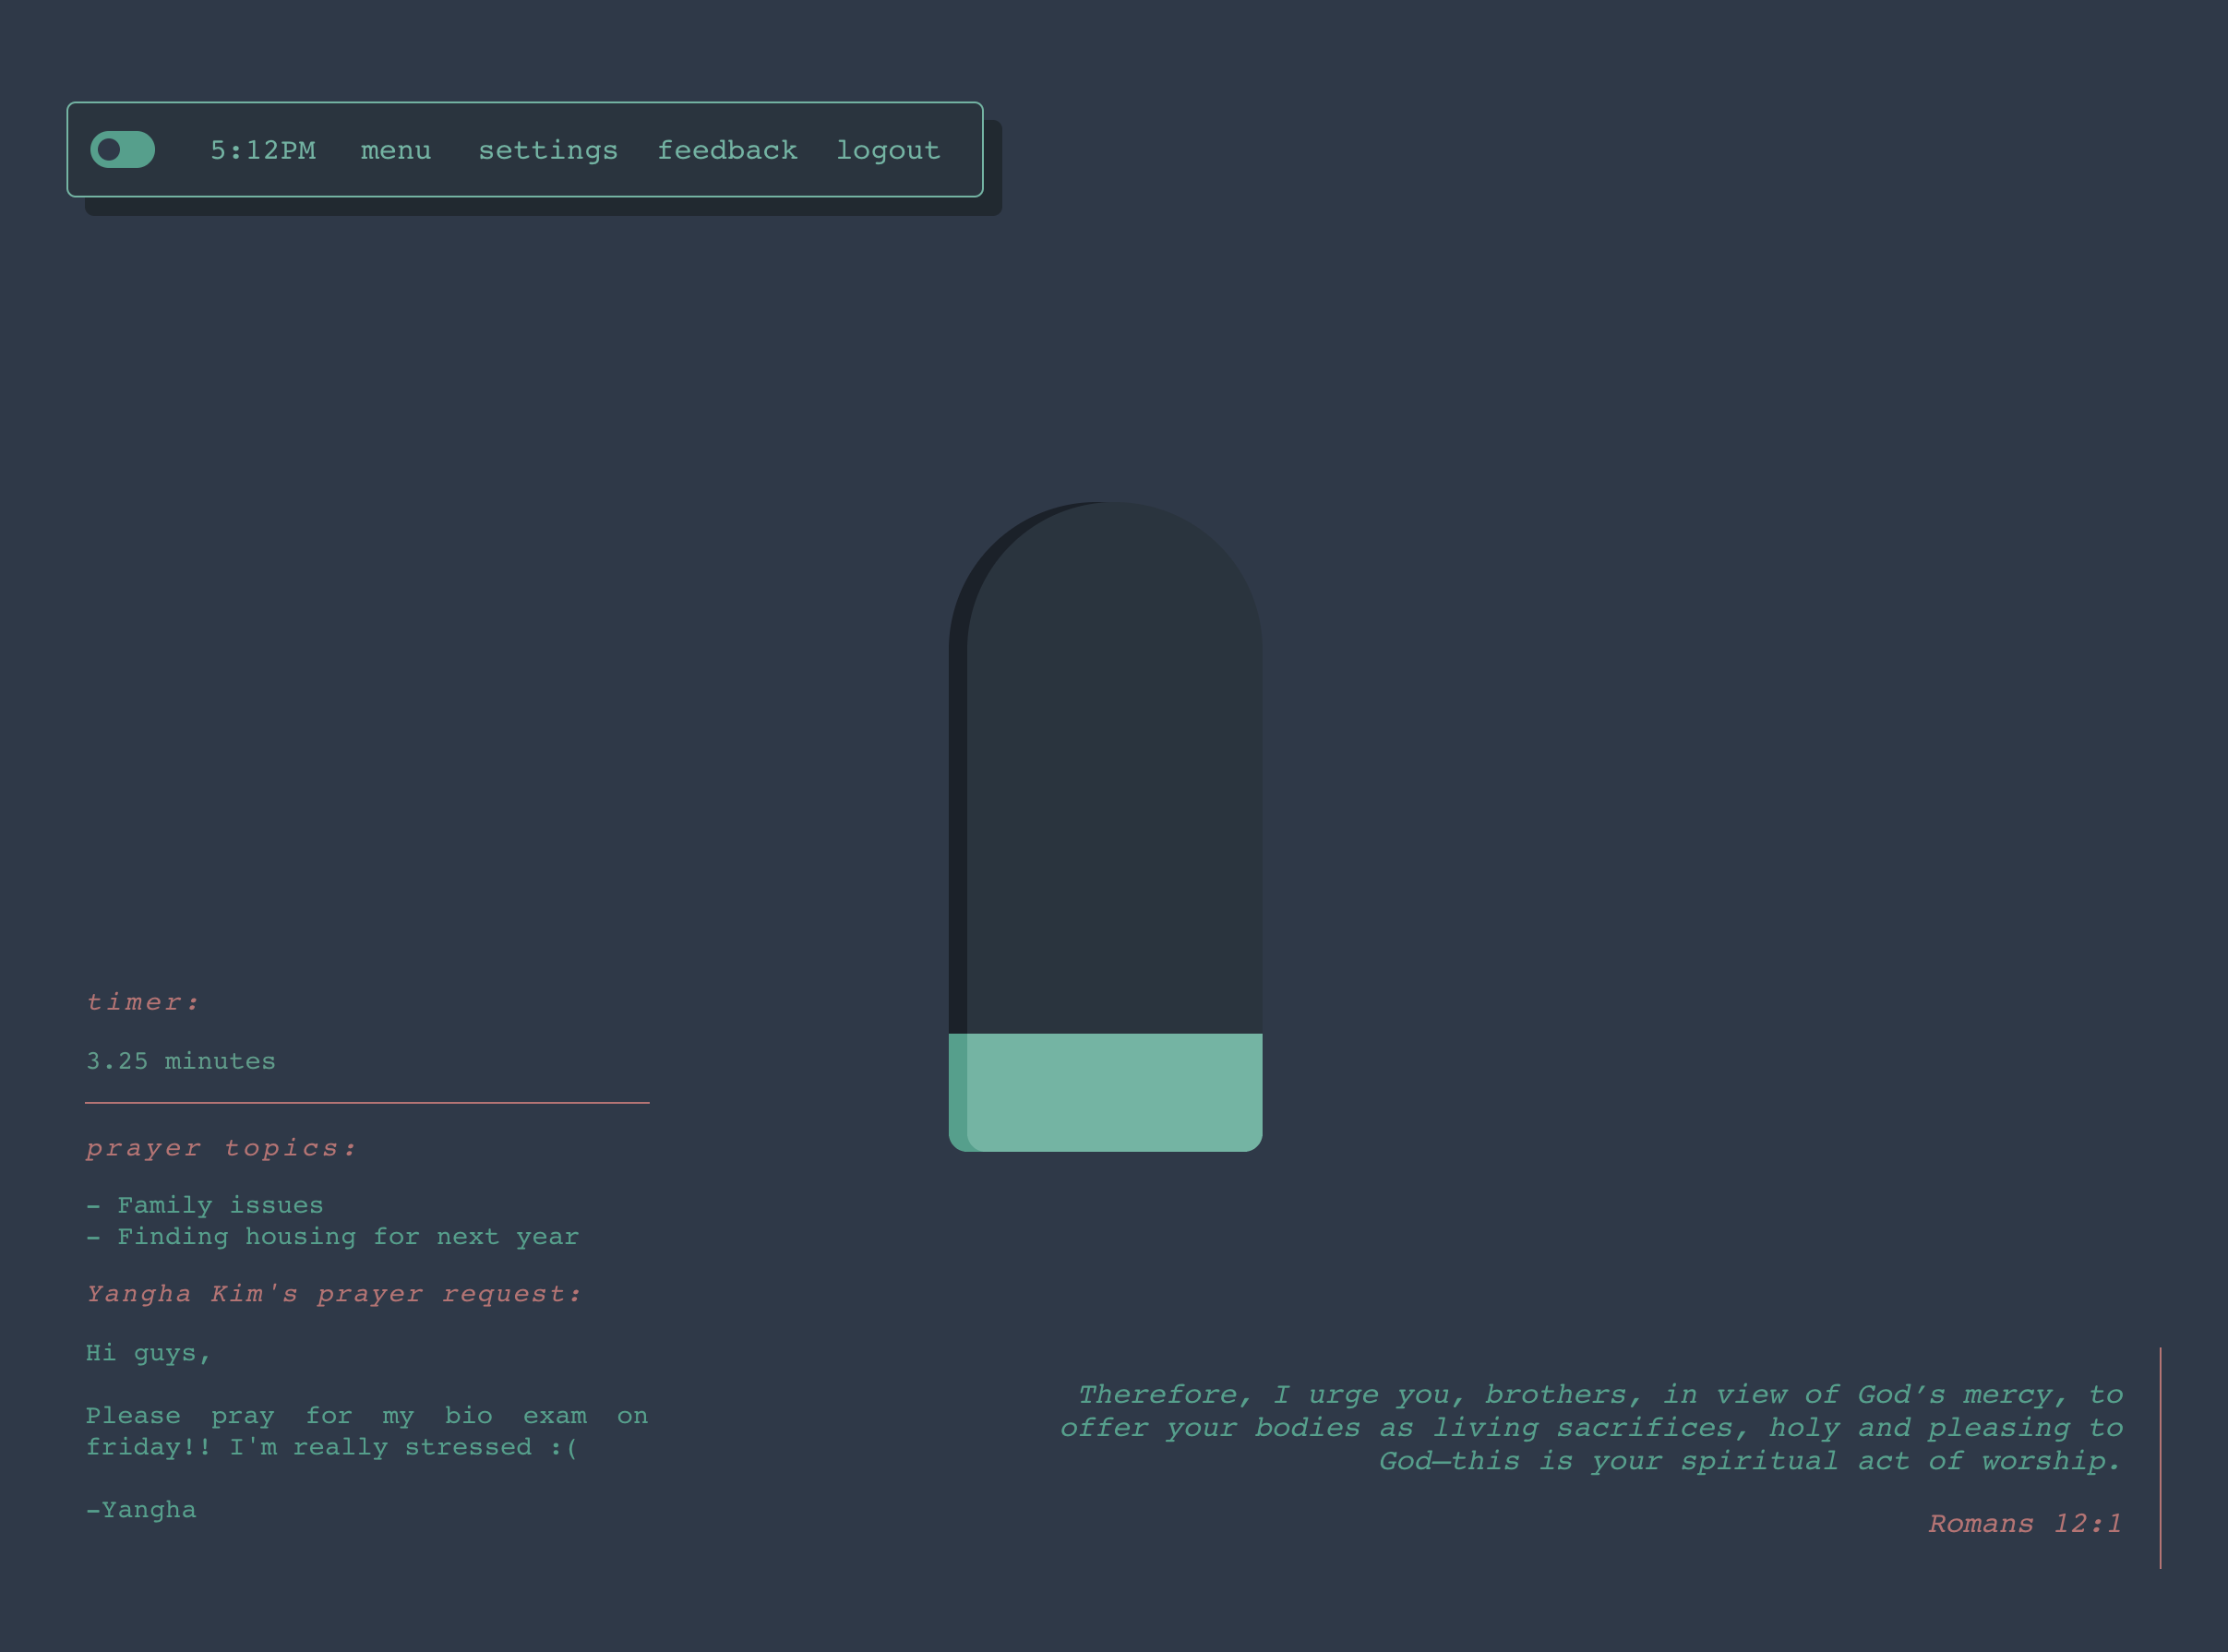 5:12PM menu settings feedback logout
timer:
3.25 minutes
prayer topics:
- Family issues
- Finding housing for next year
Yangha Kim's prayer request:
Hi guys,
Please pray for my bio exam on
friday!! I'm really stressed :(
-Yangha
Therefore, I urge you, brothers, in view of God’s mercy, to
offer your bodies as living sacrifices, holy and pleasing to
God—this is your spiritual act of worship.
Romans 12:1